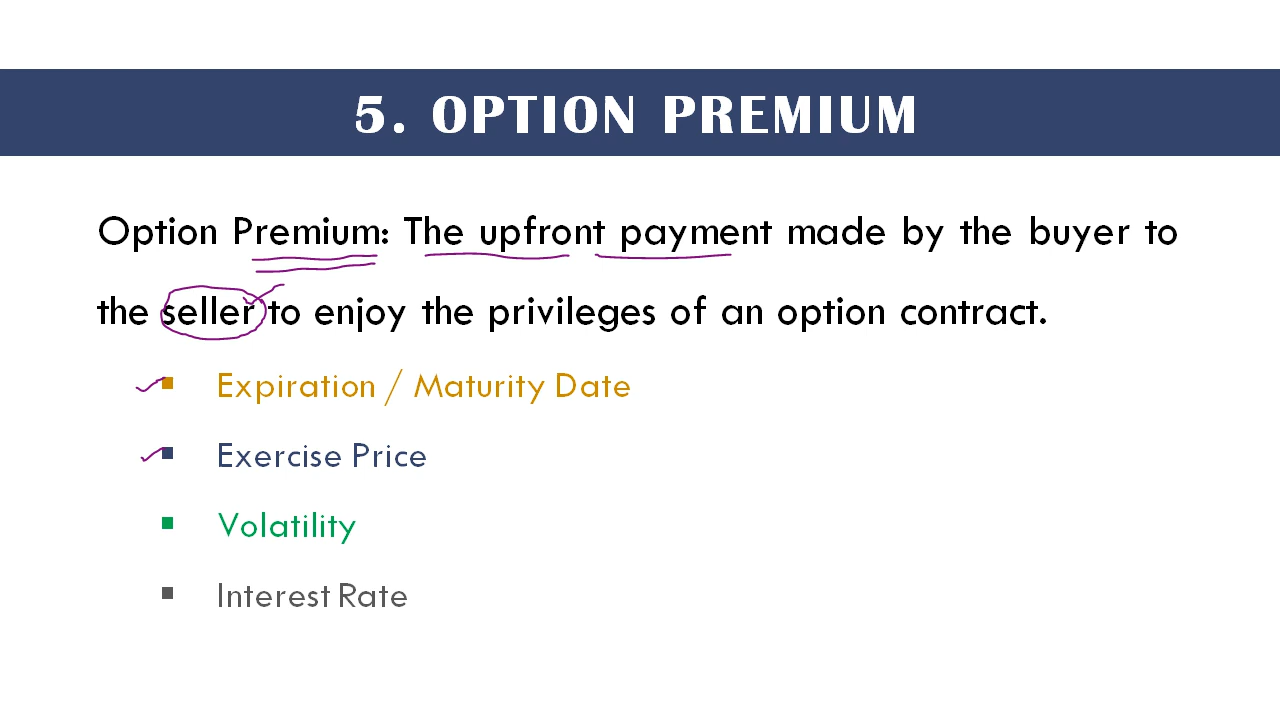 5. OPTION PREMIUM
Option Premium: The upfront payment made by the buyer to
the seller to enjoy the privileges of an option contract.
Expiration / Maturity Date
Exercise Price
Volatility
Interest Rate